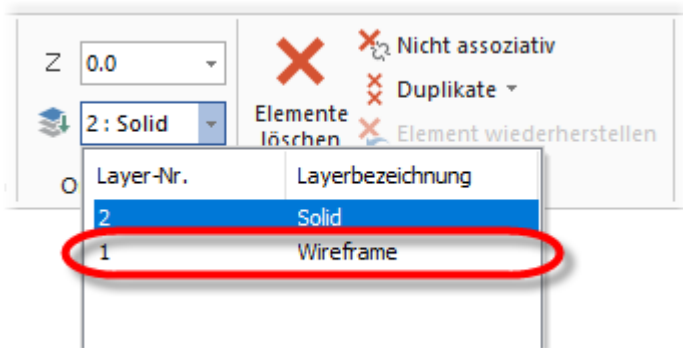 Z 0.0
Nicht assoziativ
Duplikate
2 : Solid
Elemente
löschen
Element wiederherstellen
O
Layer-Nr. Layerbezeichnung
2 Solid
1 Wireframe